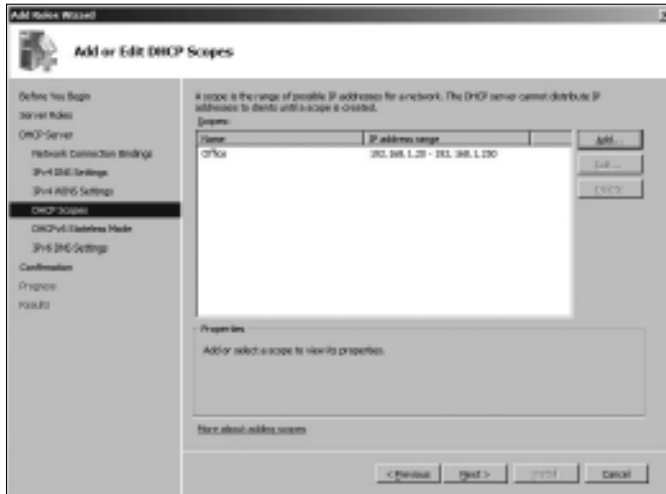 Add Roles Wizard
Add or Edit DHCP Scopes
Before You Begin
Server Roles
DHCP Server
Network Connection Bindings
IPv4 DNS Settings
IPv4 WINS Settings
DHCP Scopes
DHCPv6 Stateless Mode
IPv6 DNS Settings
Confirmation
Progress
Results
A scope is the range of possible IP addresses for a network. The DHCP server cannot distribute IP
addresses to clients until a scope is created.
Scopes:
Name IP address range
Office 192.168.1.20 - 192.168.1.250
Add...
Edit...
Delete
Properties
Add or select a scope to view its properties.
More about adding scopes
< Previous Next > Install Cancel